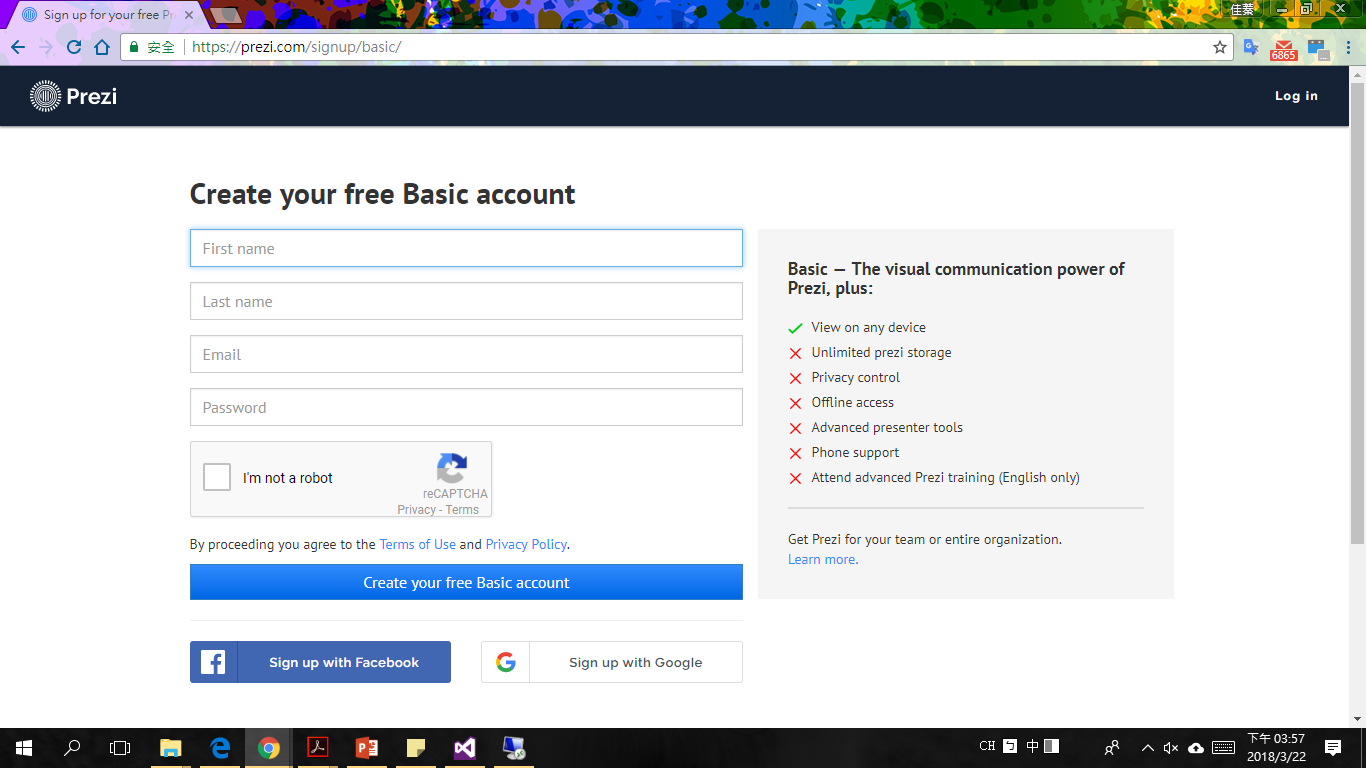 Sign up for your free Pr
佳蓁
安全
https://prezi.com/signup/basic/
6865
Prezi
Log in
Create your free Basic account
First name
Last name
Email
Password
I'm not a robot
reCAPTCHA
Privacy - Terms
By proceeding you agree to the Terms of Use and Privacy Policy.
Create your free Basic account
Sign up with Facebook
Sign up with Google
Basic — The visual communication power of
Prezi, plus:
View on any device
Unlimited prezi storage
Privacy control
Offline access
Advanced presenter tools
Phone support
Attend advanced Prezi training (English only)
Get Prezi for your team or entire organization.
Learn more.
CH
中
下午 03:57
2018/3/22